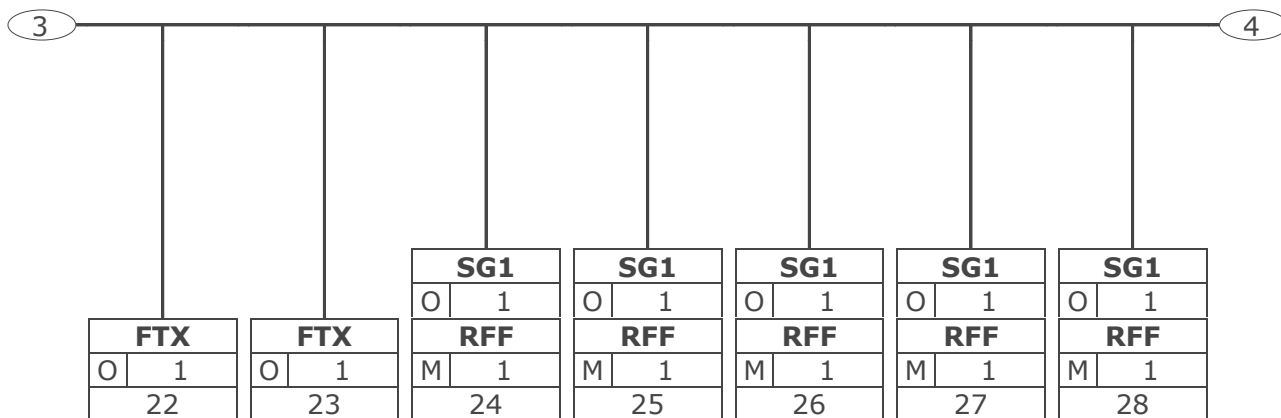 3 4
SG1 SG1 SG1 SG1 SG1
O 1 O 1 O 1 O 1 O 1
FTX FTX RFF RFF RFF RFF RFF
O 1 O 1 M 1 M 1 M 1 M 1 M 1
22 23 24 25 26 27 28